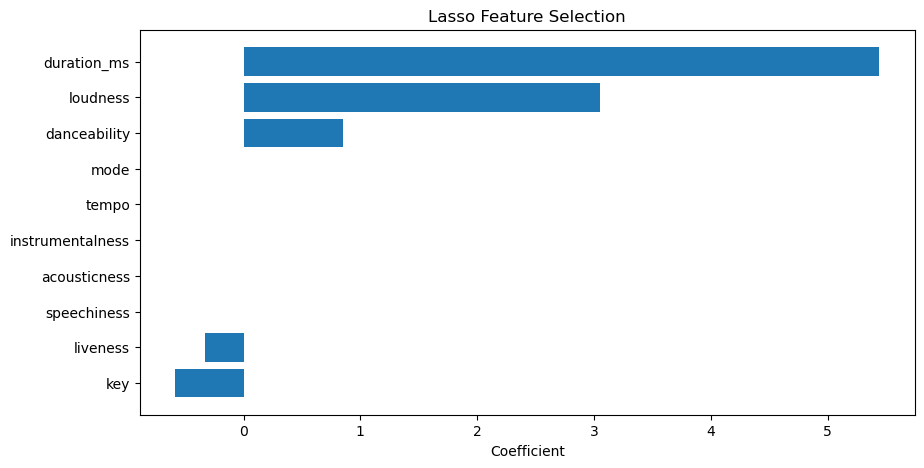 Lasso Feature Selection
duration_ms
loudness
danceability
mode
tempo
instrumentalness
acousticness
speechiness
liveness
key
0 1 2 3 4 5
Coefficient